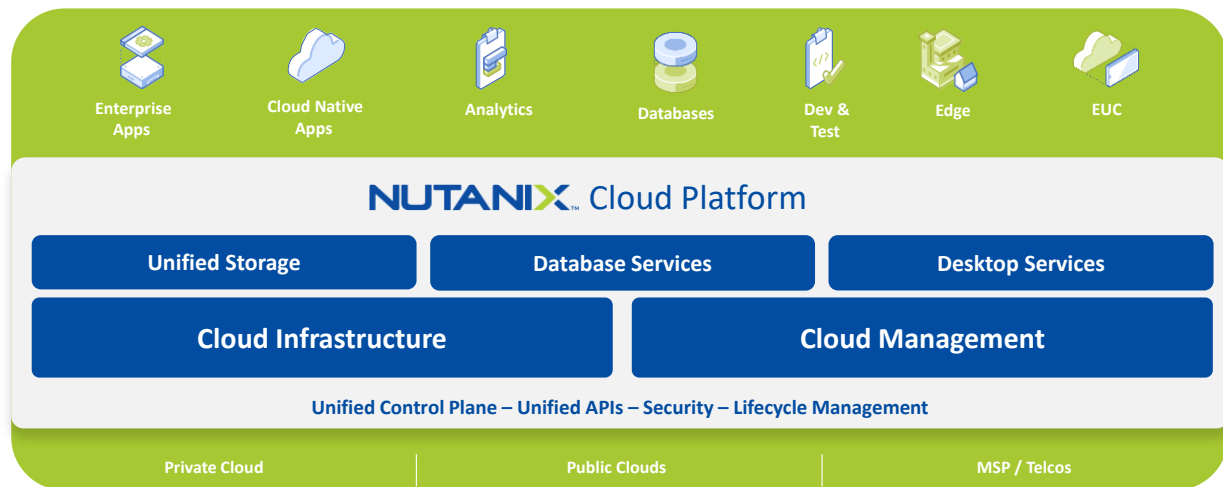 Enterprise
Apps
Cloud Native
Apps
Analytics
Databases
Dev &
Test
Edge
EUC
NUTANIX™ Cloud Platform
Unified Storage
Database Services
Desktop Services
Cloud Infrastructure
Cloud Management
Unified Control Plane – Unified APIs – Security – Lifecycle Management
Private Cloud
Public Clouds
MSP / Telcos